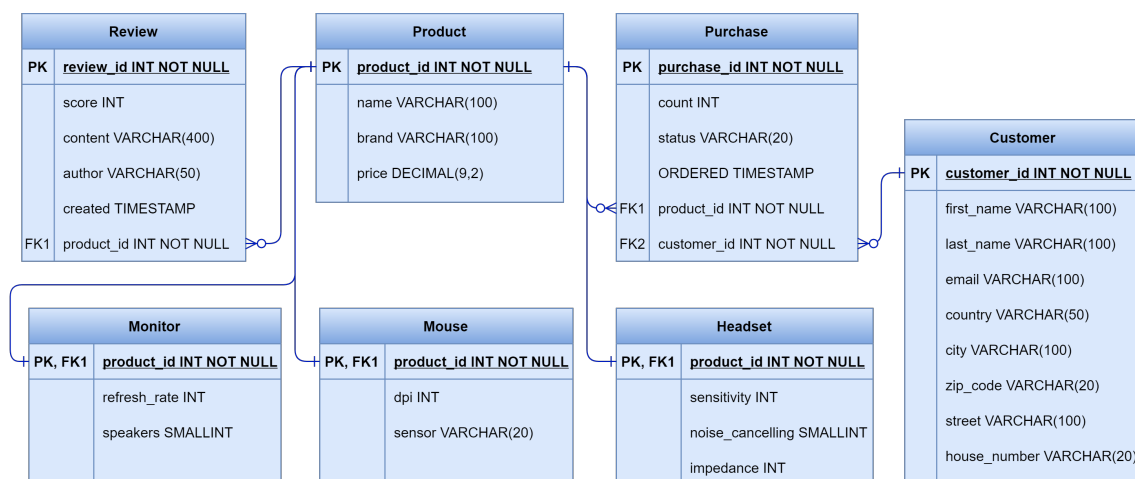 Review
PK review_id INT NOT NULL
score INT
content VARCHAR(400)
author VARCHAR(50)
created TIMESTAMP
FK1 product_id INT NOT NULL
Product
PK product_id INT NOT NULL
name VARCHAR(100)
brand VARCHAR(100)
price DECIMAL(9,2)
Purchase
PK purchase_id INT NOT NULL
count INT
status VARCHAR(20)
ORDERED TIMESTAMP
FK1 product_id INT NOT NULL
FK2 customer_id INT NOT NULL
Customer
PK customer_id INT NOT NULL
first_name VARCHAR(100)
last_name VARCHAR(100)
email VARCHAR(100)
country VARCHAR(50)
city VARCHAR(100)
zip_code VARCHAR(20)
street VARCHAR(100)
house_number VARCHAR(20)
Monitor
PK, FK1 product_id INT NOT NULL
refresh_rate INT
speakers SMALLINT
Mouse
PK, FK1 product_id INT NOT NULL
dpi INT
sensor VARCHAR(20)
Headset
PK, FK1 product_id INT NOT NULL
sensitivity INT
noise_cancelling SMALLINT
impedance INT